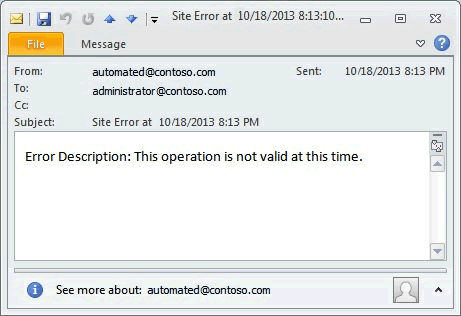 Site Error at 10/18/2013 8:13:10...
File Message
From: automated@contoso.com Sent: 10/18/2013 8:13 PM
To: administrator@contoso.com
Cc:
Subject: Site Error at 10/18/2013 8:13 PM
Error Description: This operation is not valid at this time.
See more about: automated@contoso.com